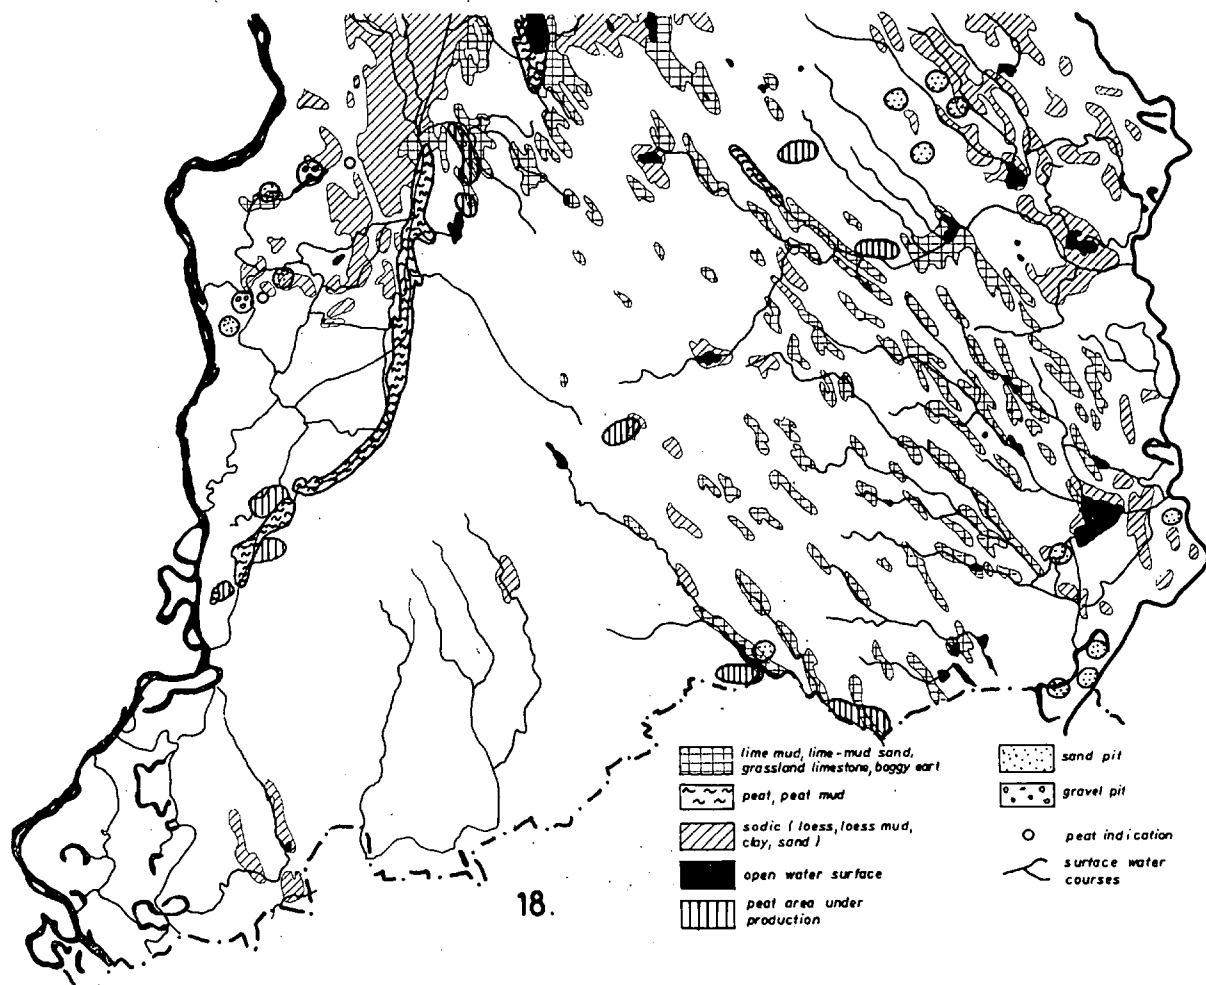 lime mud, lime-mud sand,
grassland limestone, boggy eart
peat, peat mud
sodic ( loess, loess mud,
clay, sand )
open water surface
peat area under
production
sand pit
gravel pit
peat indication
surface water
courses
18.